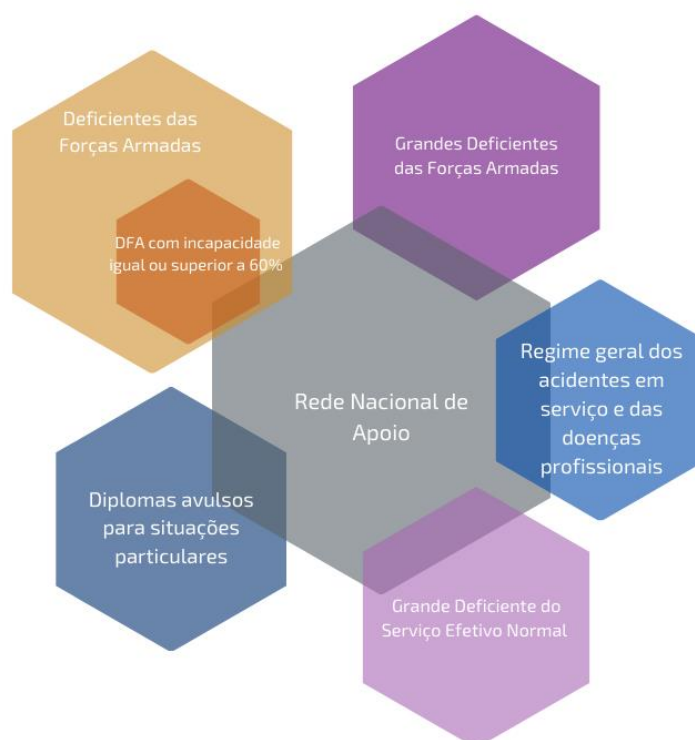 Deficientes das
Forças Armadas
Grandes Deficientes
das Forças Armadas
DFA com incapacidade
igual ou superior a 60%
Regime geral dos
acidentes em
serviço e das
doenças
profissionais
Rede Nacional de
Apoio
Diplomas avulsos
para situações
particulares
Grande Deficiente do
Serviço Efetivo Normal